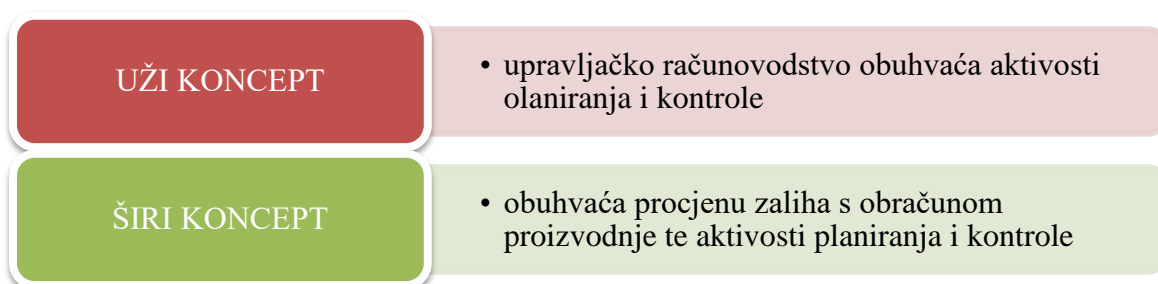 UŽI KONCEPT
• upravljačko računovodstvo obuhvaća aktivosti
olaniranja i kontrole
ŠIRI KONCEPT
• obuhvaća procjenu zaliha s obračunom
proizvodnje te aktivosti planiranja i kontrole